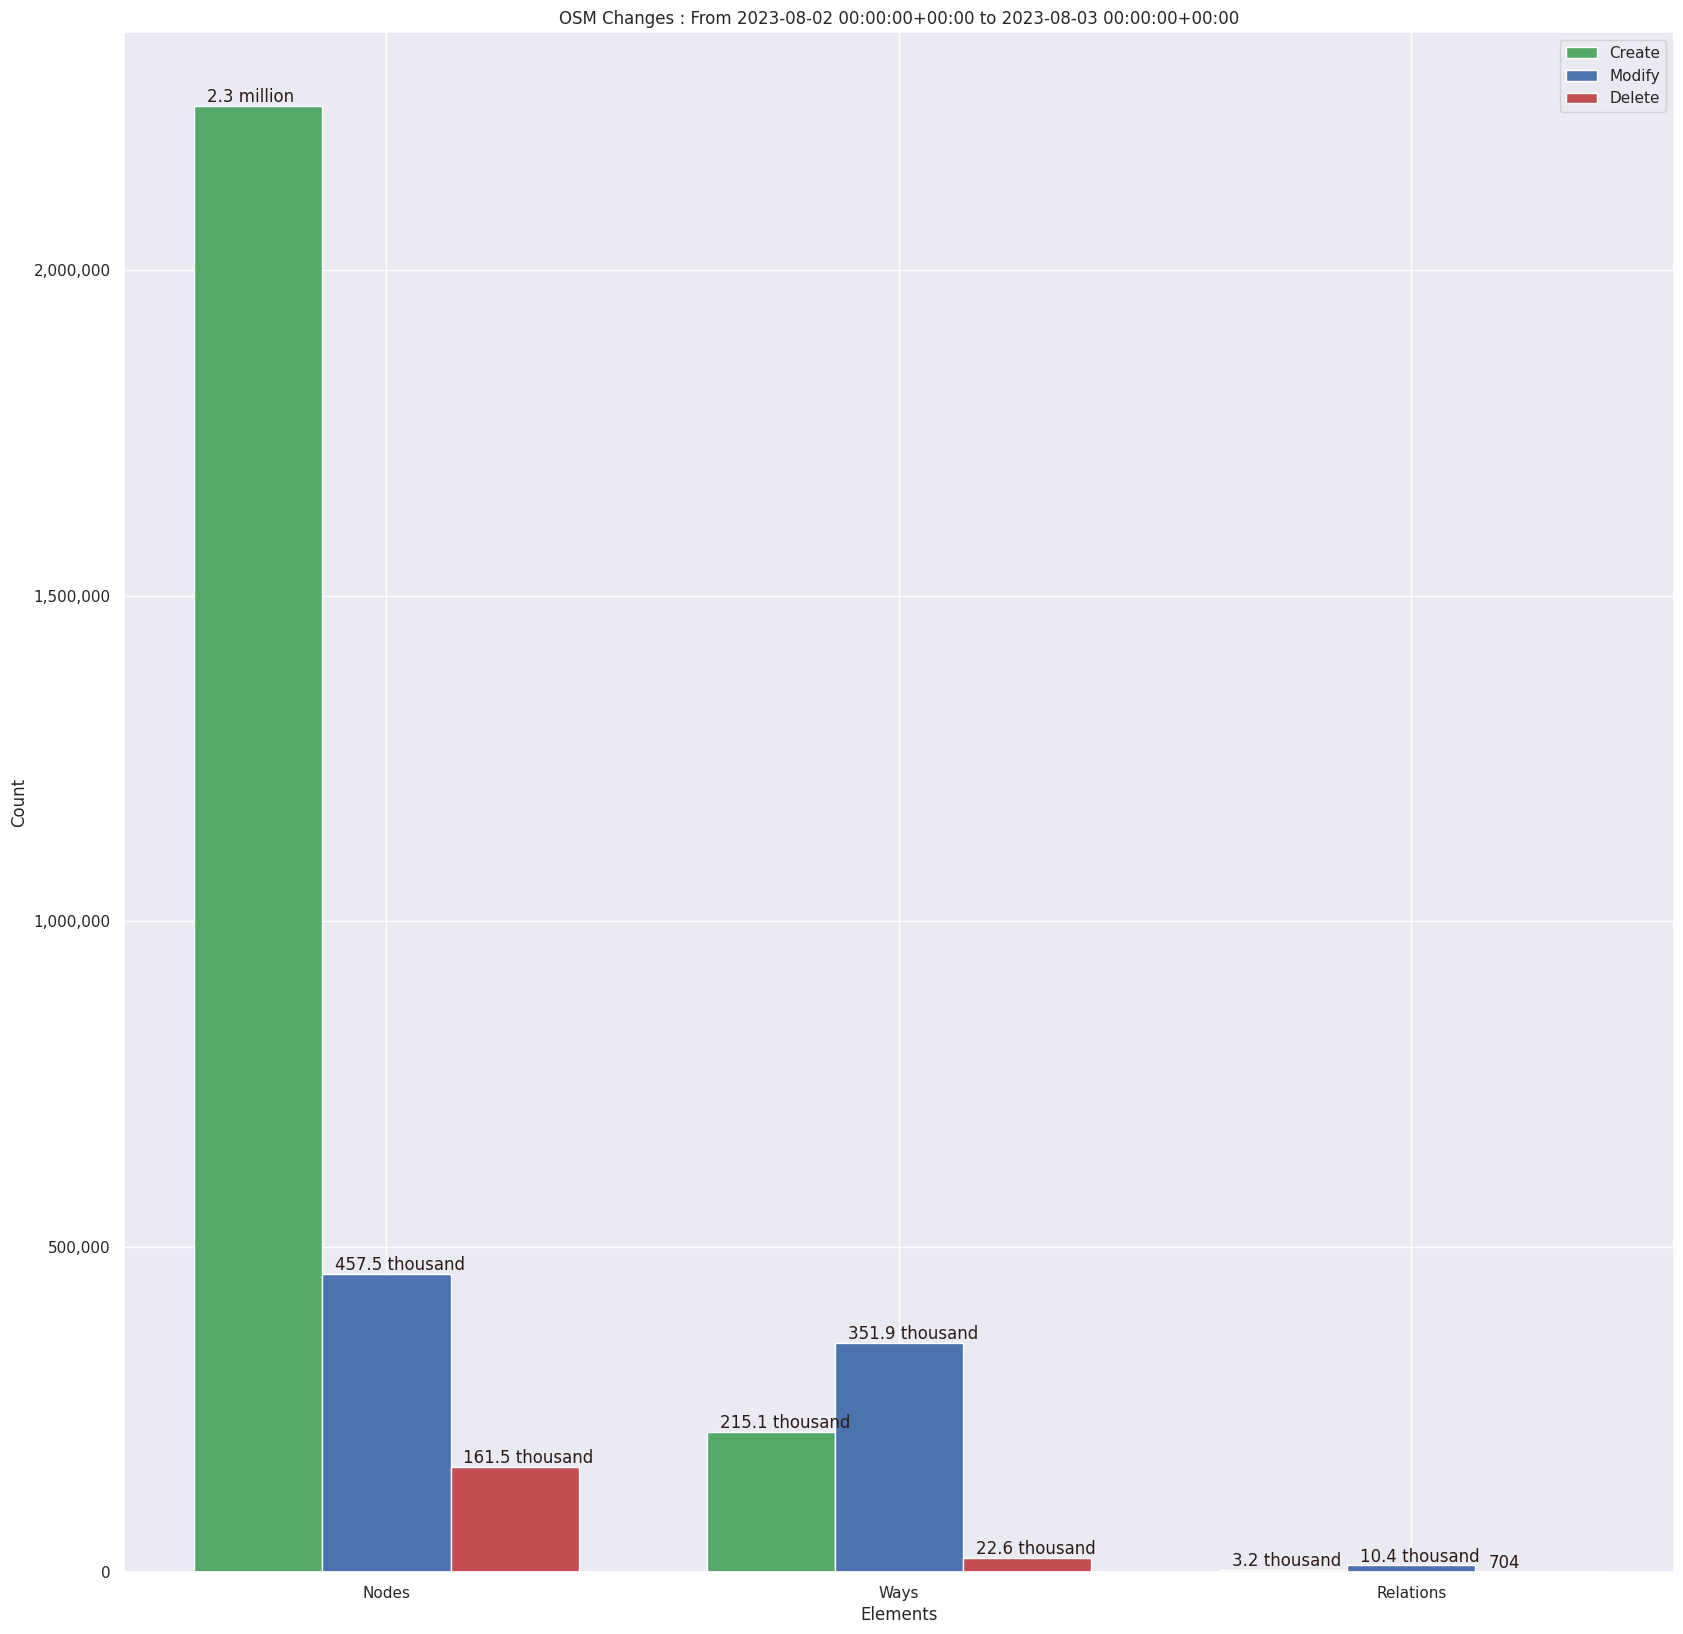 OSM Changes : From 2023-08-02 00:00:00+00:00 to 2023-08-03 00:00:00+00:00
Create
Modify
Delete
2.3 million
2,000,000
1,500,000
1,000,000
500,000
0
Count
457.5 thousand
161.5 thousand
215.1 thousand
351.9 thousand
22.6 thousand
3.2 thousand
10.4 thousand
704
Nodes
Ways
Relations
Elements